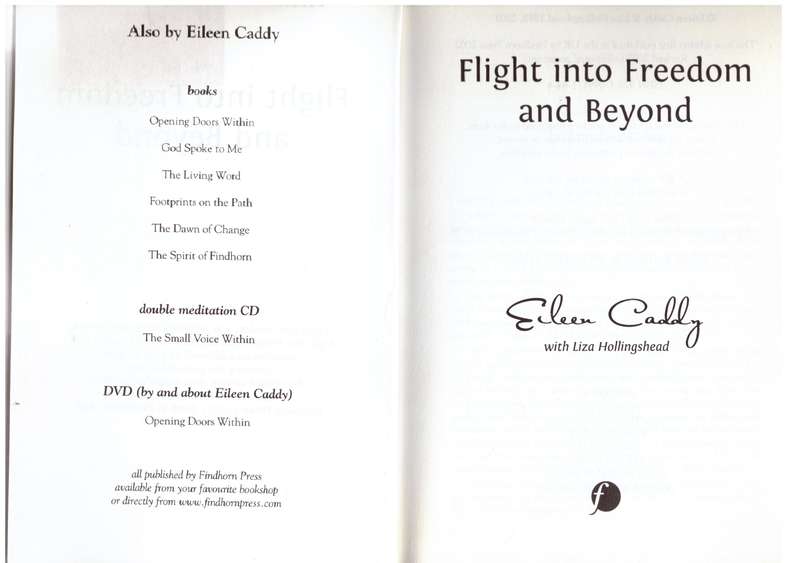 Also by Eileen Caddy
books
Opening Doors Within
God Spoke to Me
The Living Word
Footprints on the Path
The Dawn of Change
The Spirit of Findhorn
double meditation CD
The Small Voice Within
DVD (by and about Eileen Caddy)
Opening Doors Within
all published by Findhorn Press
available from your favourite bookshop
or directly from www.findhornpress.com
Flight into Freedom
and Beyond
Eileen Caddy
with Liza Hollingshead
f